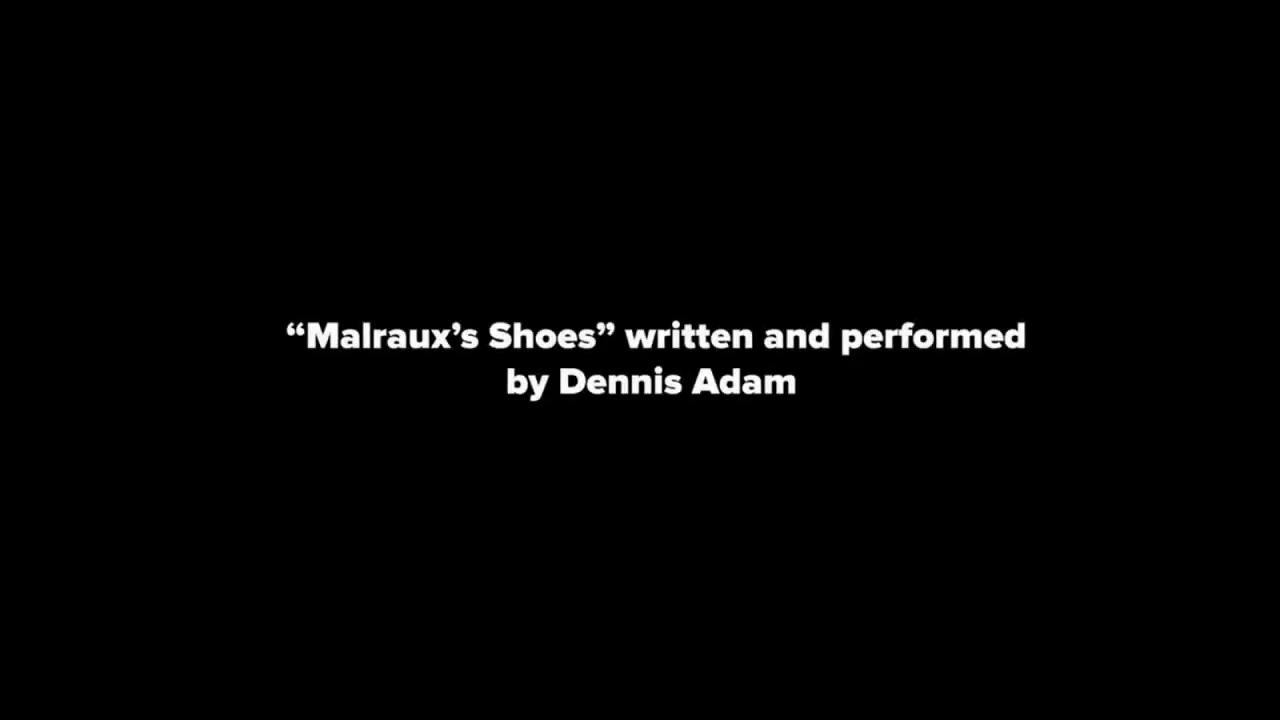 “Malraux’s Shoes” written and performed
by Dennis Adam